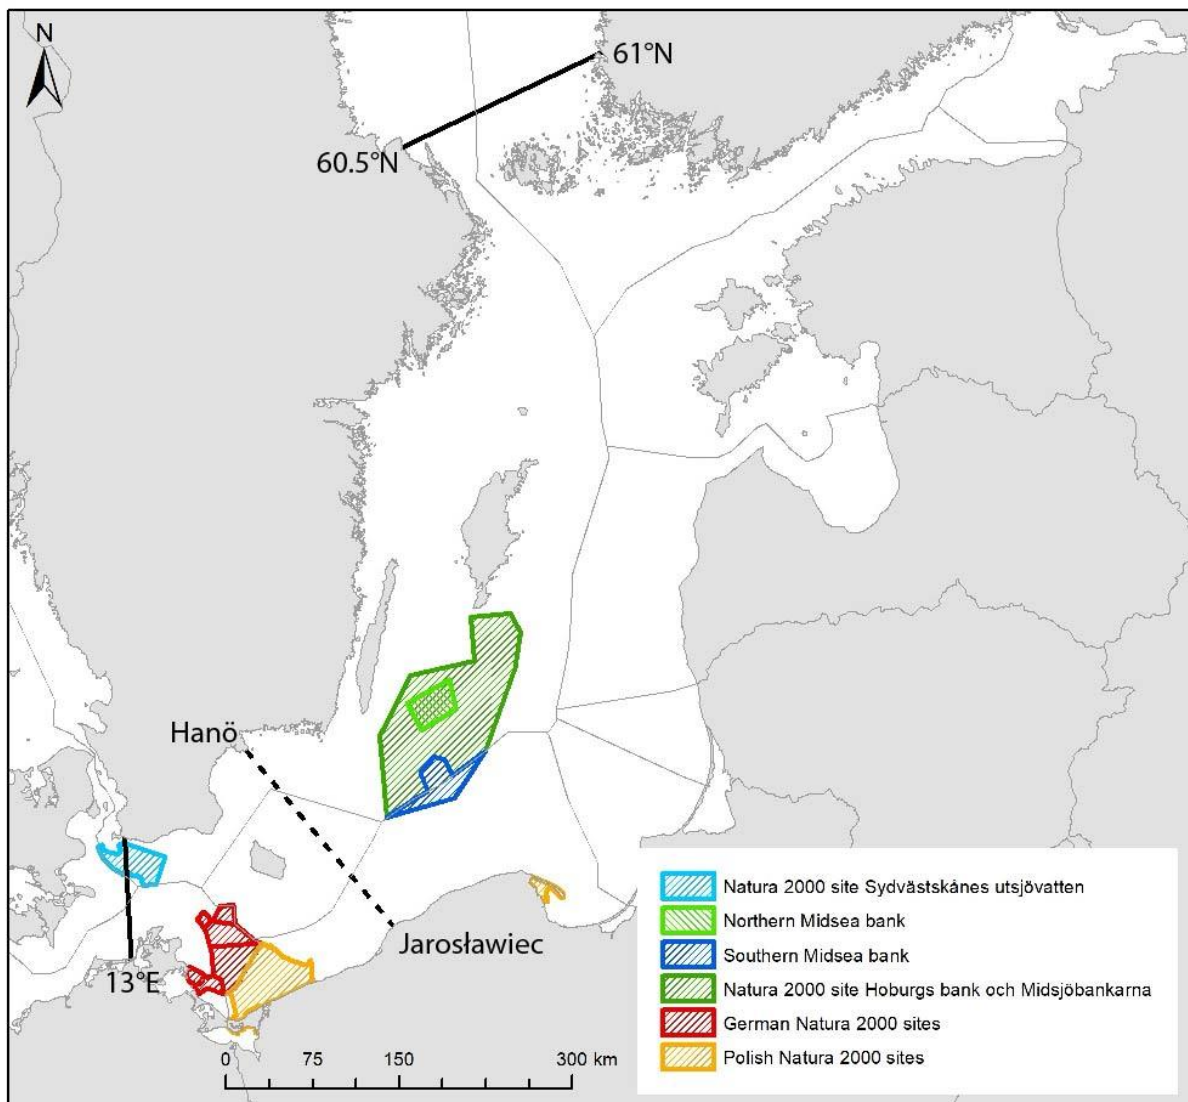 N
61°N
60.5°N
Hanö
Jarosławiec
13°E
0 75 150 300 km
Natura 2000 site Sydvästskånes utsjövatten
Northern Midsea bank
Southern Midsea bank
Natura 2000 site Hoburgs bank och Midsjöbankarna
German Natura 2000 sites
Polish Natura 2000 sites